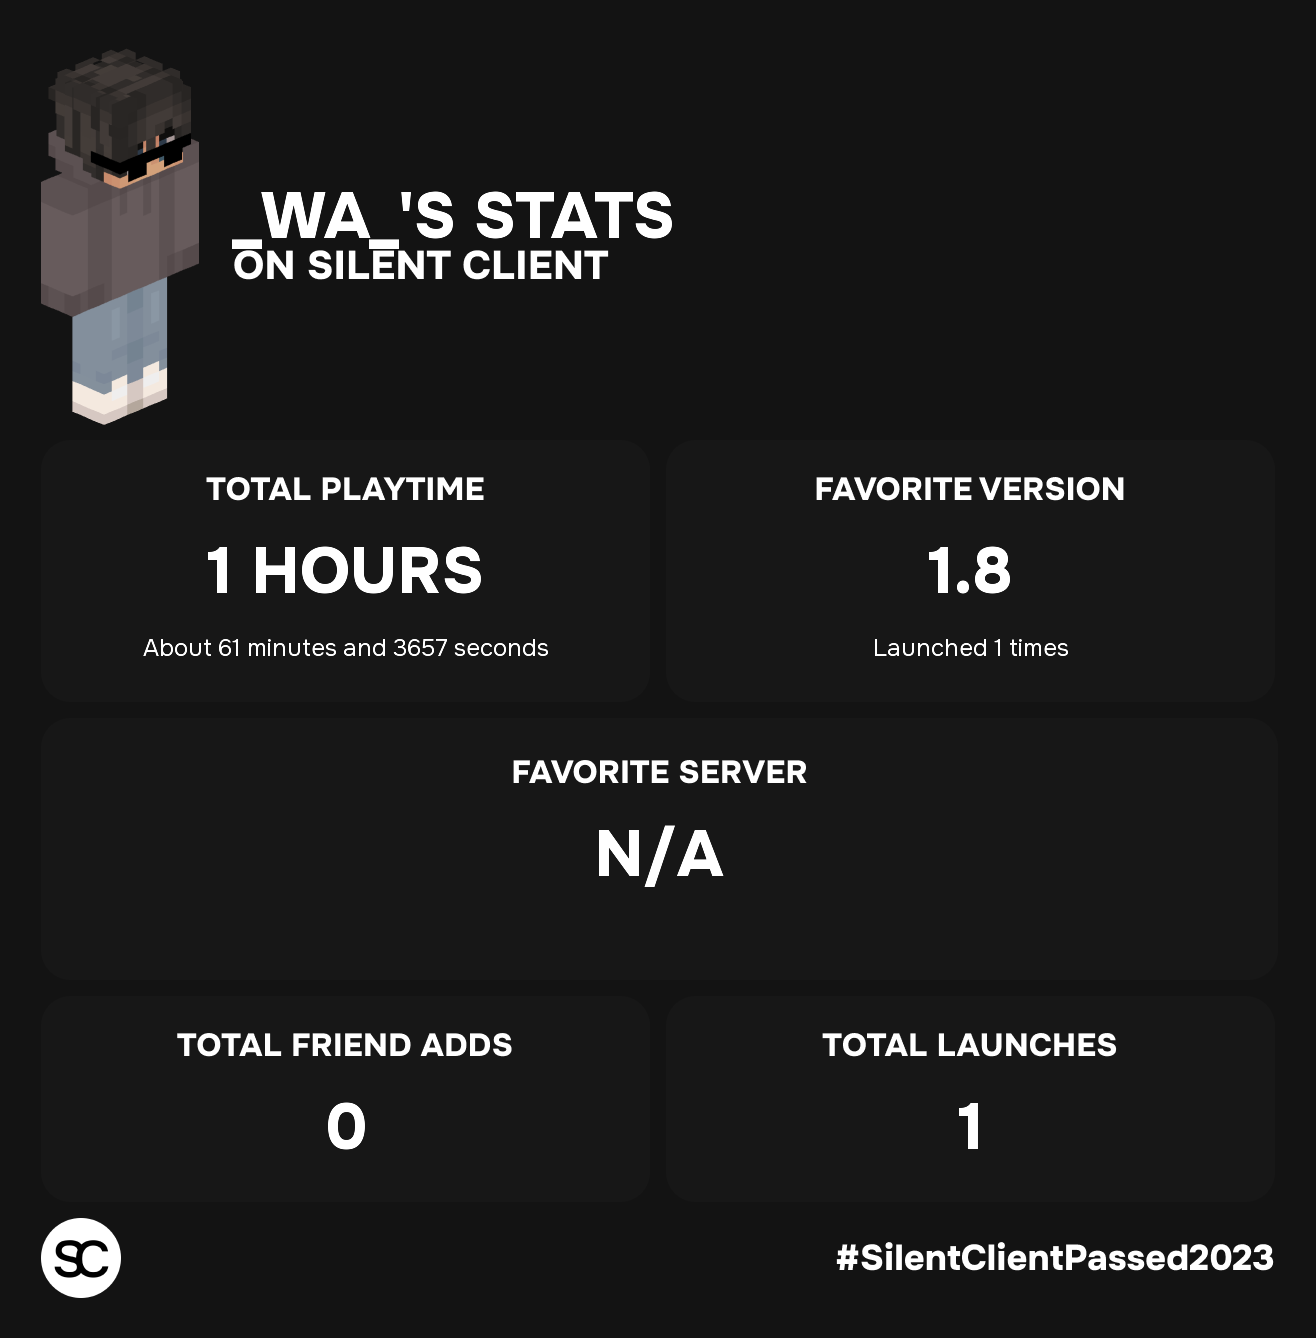 _WA_'S STATS
ON SILENT CLIENT
TOTAL PLAYTIME
1 HOURS
About 61 minutes and 3657 seconds
FAVORITE VERSION
1.8
Launched 1 times
FAVORITE SERVER
N/A
TOTAL FRIEND ADDS
0
TOTAL LAUNCHES
1
SC
#SilentClientPassed2023